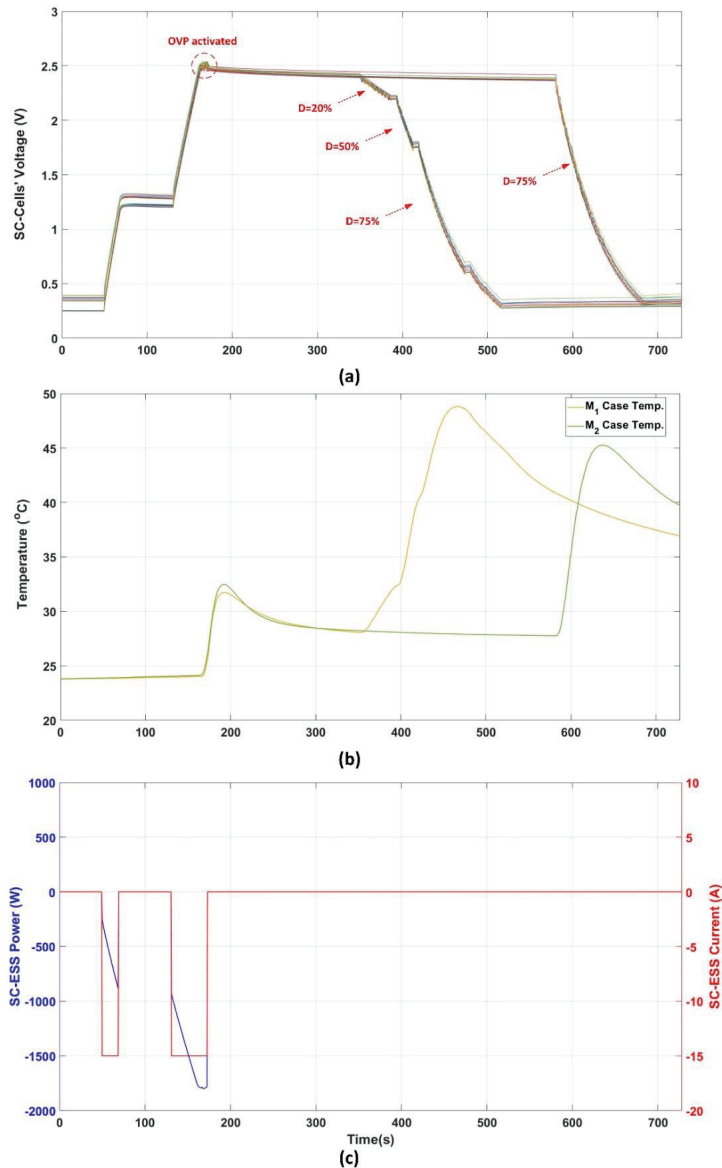 OVP activated
3
2.5
2
1.5
1
0.5
0
SC-Cells' Voltage (V)
D=20%
D=50%
D=75%
D=75%
0 100 200 300 400 500 600 700
(a)
50
45
40
35
30
25
20
Temperature (°C)
M1 Case Temp.
M2 Case Temp.
0 100 200 300 400 500 600 700
(b)
1000
500
0
-500
-1000
-1500
-2000
SC-ESS Power (W)
10
5
0
-5
-10
-15
-20
SC-ESS Current (A)
0 100 200 300 400 500 600 700
Time(s)
(c)